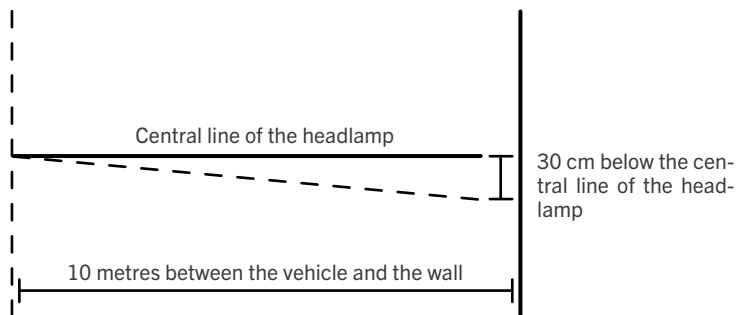 Central line of the headlamp
30 cm below the cen-
tral line of the head-
lamp
10 metres between the vehicle and the wall